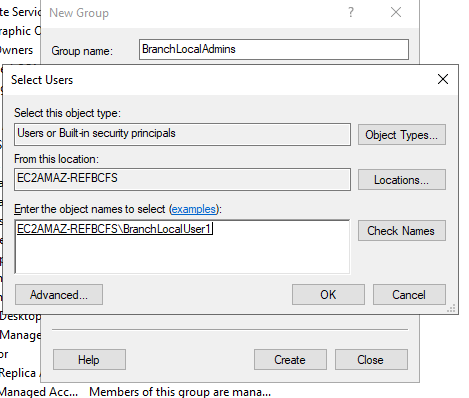 te Servic
New Group
?
raphic O
Owners
Group name:
BranchLocalAdmins
Select Users
Select this object type:
Users or Built-in security principals
Object Types...
From this location:
EC2AMAZ-REFBCFS
Locations...
Enter the object names to select (examples):
EC2AMAZ-REFBCFS\BranchLocalUser1
Check Names
Advanced...
OK
Cancel
Desktop
Managed
or
Help
Create
Close
Replica A
Managed Acc...
Members of this group are mana...